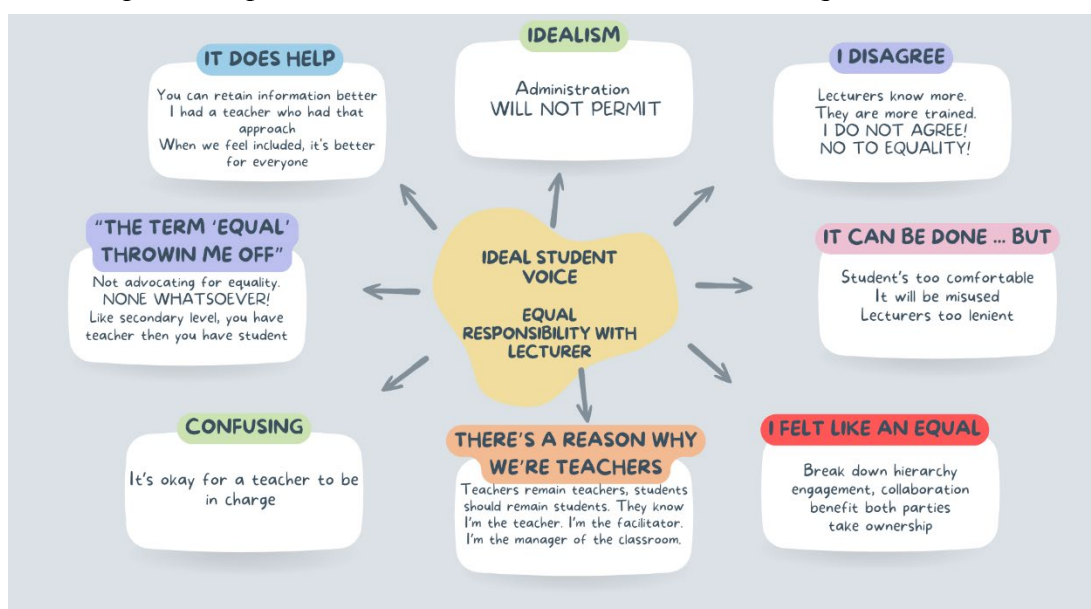 IT DOES HELP
You can retain information better
I had a teacher who had that
approach
When we feel included, it's better
for everyone
IDEALISM
Administration
WILL NOT PERMIT
I DISAGREE
Lecturers know more.
They are more trained.
I DO NOT AGREE!
NO TO EQUALITY!
"THE TERM 'EQUAL'
THROWIN ME OFF"
Not advocating for equality.
NONE WHATSOEVER!
Like secondary level, you have
teacher then you have student
IDEAL STUDENT
VOICE
EQUAL
RESPONSIBILITY WITH
LECTURER
IT CAN BE DONE ... BUT
Student's too comfortable
It will be misused
Lecturers too lenient
CONFUSING
It's okay for a teacher to be
in charge
THERE'S A REASON WHY
WE'RE TEACHERS
Teachers remain teachers, students
should remain students. They know
I'm the teacher. I'm the facilitator.
I'm the manager of the classroom.
I FELT LIKE AN EQUAL
Break down hierarchy
engagement, collaboration
benefit both parties
take ownership